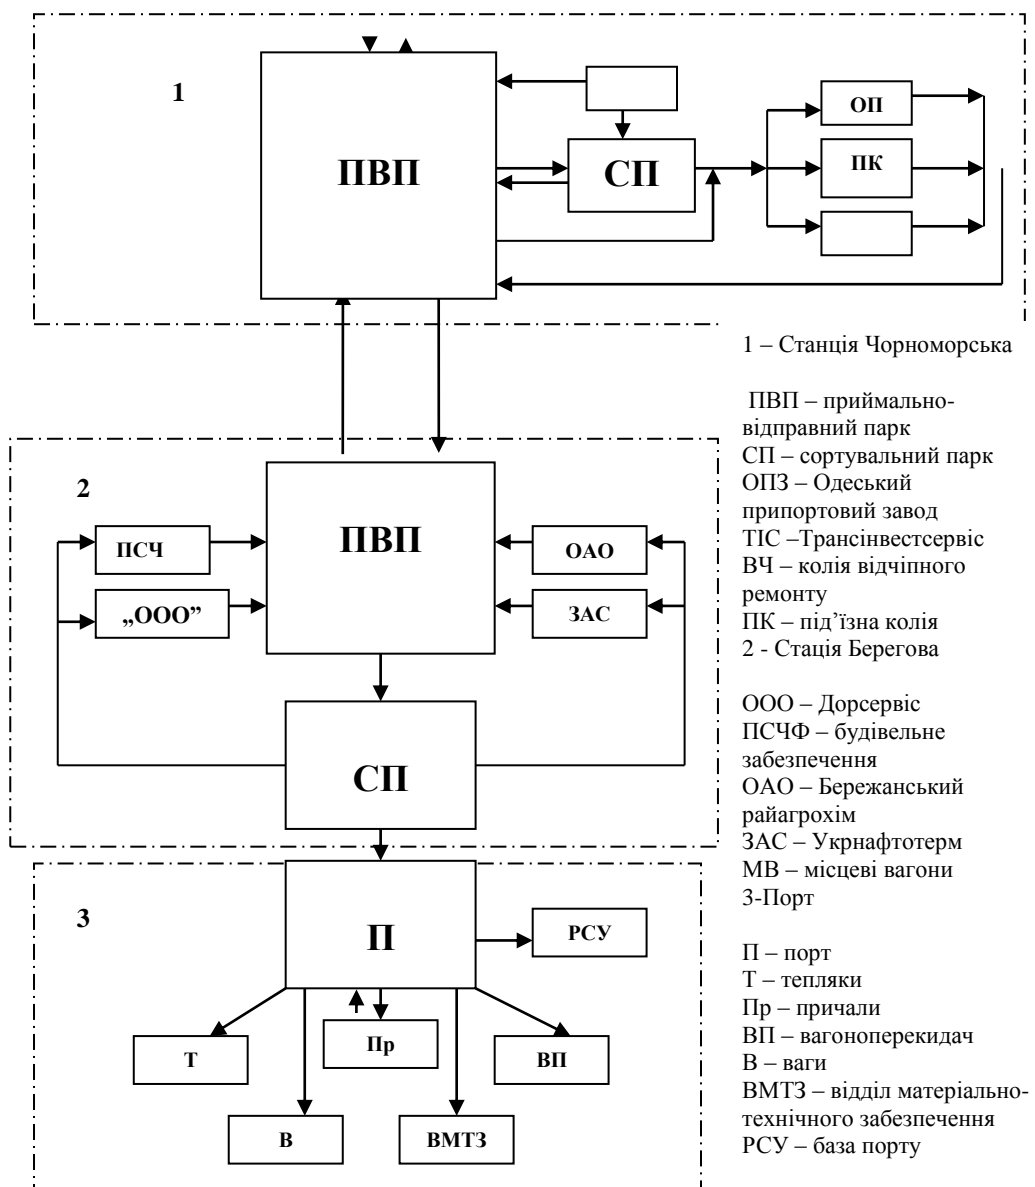 1
ПВП
СП
ОП
ПК
2
ПВП
ПСЧ
„ООО”
ОАО
ЗАС
СП
3
П
РСУ
Т
Пр
ВП
В
ВМТЗ
1 – Станція Чорноморська
ПВП – приймально-
відправний парк
СП – сортувальний парк
ОПЗ – Одеський
припортовий завод
ТІС –Трансінвестсервіс
ВЧ – колія відчіпного
ремонту
ПК – під’їзна колія
2 - Стація Берегова
ООО – Дорсервіс
ПСЧФ – будівельне
забезпечення
ОАО – Бережанський
райагрохім
ЗАС – Укрнафтотерм
МВ – місцеві вагони
3-Порт
П – порт
Т – тепляки
Пр – причали
ВП – вагоноперекидач
В – ваги
ВМТЗ – відділ матеріально-
технічного забезпечення
РСУ – база порту